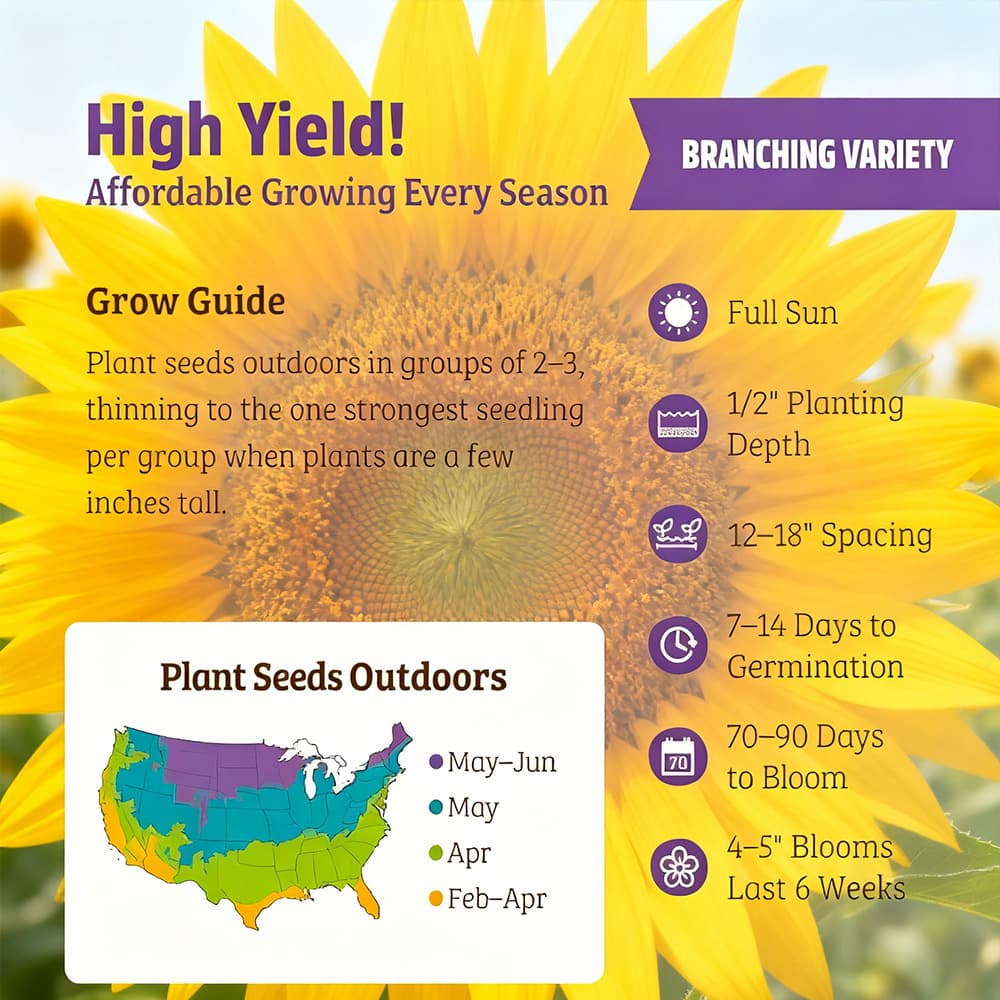 High Yield!
Affordable Growing Every Season
BRANCHING VARIETY
Grow Guide
Plant seeds outdoors in groups of 2–3,
thinning to the one strongest seedling
per group when plants are a few
inches tall.
Full Sun
1/2" Planting
Depth
12–18" Spacing
7–14 Days to
Germination
70
70–90 Days
to Bloom
4–5" Blooms
Last 6 Weeks
Plant Seeds Outdoors
May–Jun
May
Apr
Feb–Apr